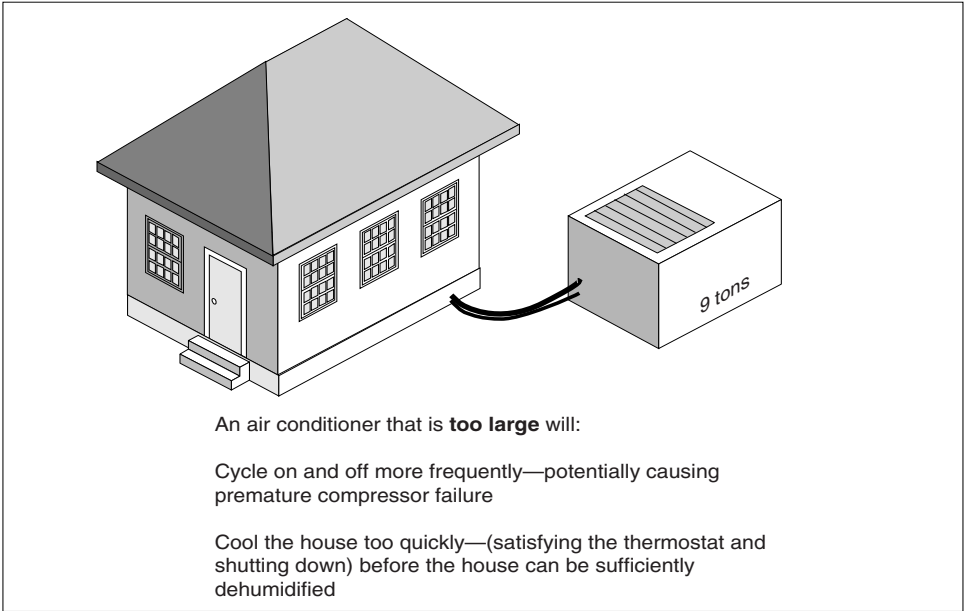 9 tons
An air conditioner that is too large will:
Cycle on and off more frequently—potentially causing
premature compressor failure
Cool the house too quickly—(satisfying the thermostat and
shutting down) before the house can be sufficiently
dehumidified